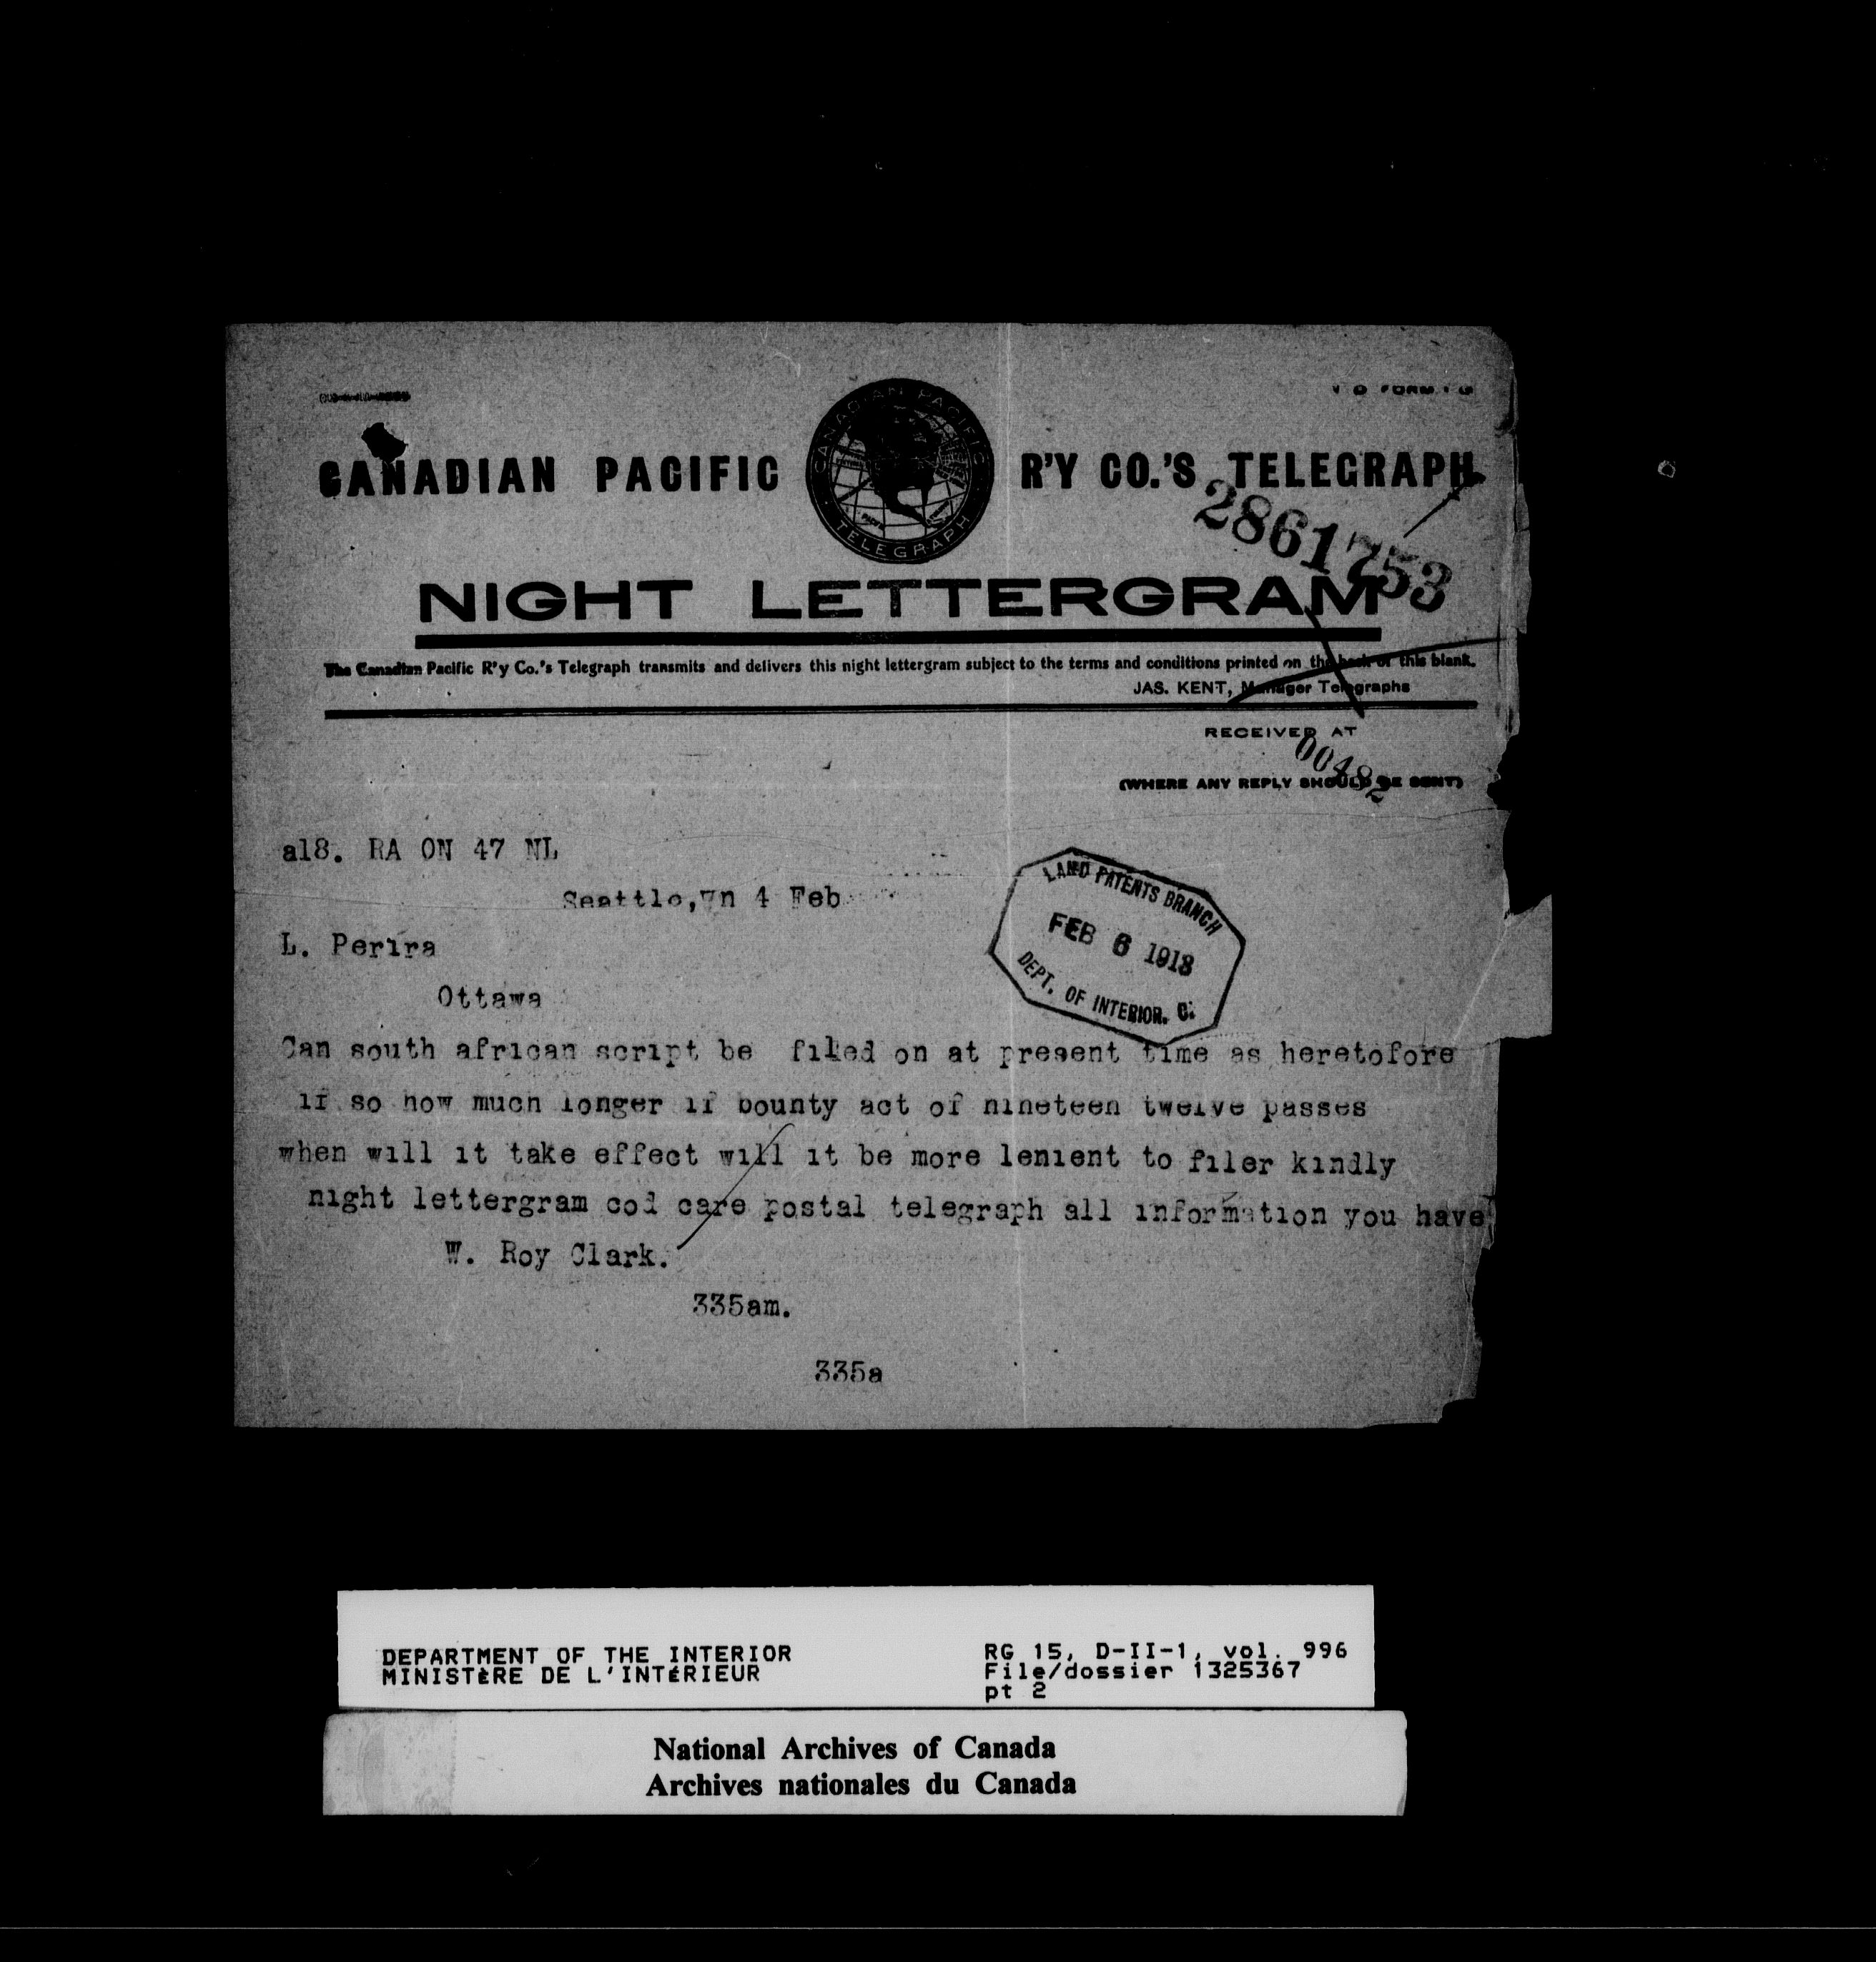 CANADIAN PACIFIC R'Y CO.'S TELEGRAPH
CANADIAN PACIFIC
TELEGRAPH
2861753
NIGHT LETTERGRAM
The Canadian Pacific R'y Co.'s Telegraph transmits and delivers this night lettergram subject to the terms and conditions printed on the back of this blank.
JAS. KENT, Manager Telegraphs
RECEIVED AT
00482
(WHERE ANY REPLY SHOULD BE SENT)
a18. RA ON 47 NL
Seattle,wn 4 Feb
L. Perira
Ottawa
LAND PATENTS BRANCH
FEB 6 1913
DEPT. OF INTERIOR. C.
Can south african script be filed on at present time as heretofore
if so how much longer if bounty act of nineteen twelve passes
when will it take effect will it be more lenient to filer kindly
night lettergram cod care postal telegraph all information you have
W. Roy Clark.
335am.
335a
DEPARTMENT OF THE INTERIOR
MINISTÈRE DE L'INTÉRIEUR
RG 15, D-II-1, vol. 996
File/dossier 1325367
pt 2
National Archives of Canada
Archives nationales du Canada